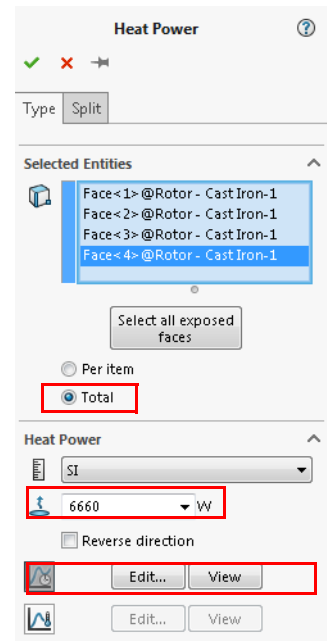 Heat Power
Type Split
Selected Entities
Face<1>@Rotor - Cast Iron-1
Face<2>@Rotor - Cast Iron-1
Face<3>@Rotor - Cast Iron-1
Face<4>@Rotor - Cast Iron-1
Select all exposed
faces
Per item
Total
Heat Power
SI
6660 W
Reverse direction
Edit... View
Edit... View